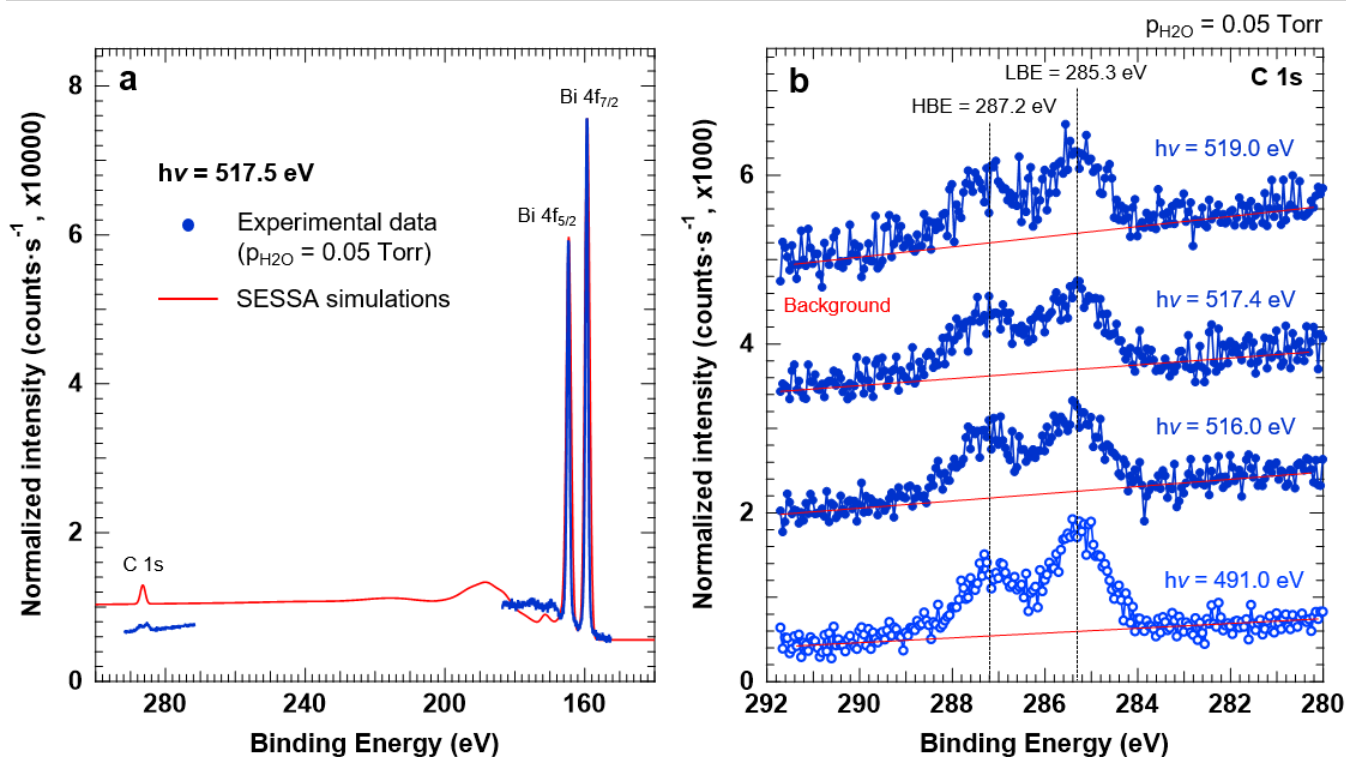 p_H2O = 0.05 Torr
a
Bi 4f_7/2
hν = 517.5 eV
Experimental data
(p_H2O = 0.05 Torr)
SESSA simulations
Bi 4f_5/2
C 1s
8
6
4
2
0
280
240
200
160
Binding Energy (eV)
Normalized intensity (counts·s^-1, x10000)
b
LBE = 285.3 eV
C 1s
HBE = 287.2 eV
hν = 519.0 eV
Background
hν = 517.4 eV
hν = 516.0 eV
hν = 491.0 eV
6
4
2
0
292
290
288
286
284
282
280
Binding Energy (eV)
Normalized intensity (counts·s^-1, x1000)